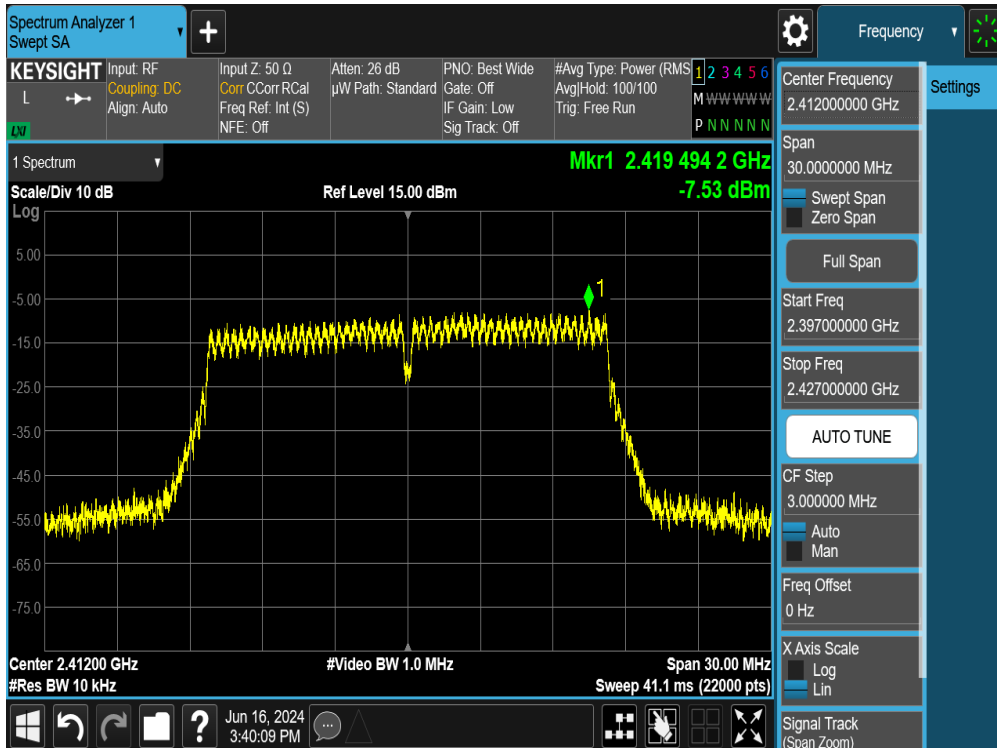 Spectrum Analyzer 1
Swept SA
+
Frequency
KEYSIGHT
L
LXI
Input: RF
Coupling: DC
Align: Auto
Input Z: 50 Ω
Corr CCorr RCal
Freq Ref: Int (S)
NFE: Off
Atten: 26 dB
µW Path: Standard
PNO: Best Wide
Gate: Off
IF Gain: Low
Sig Track: Off
#Avg Type: Power (RMS
Avg|Hold: 100/100
Trig: Free Run
1 2 3 4 5 6
M W W W W W W
P N N N N N
1 Spectrum
Mkr1 2.419 494 2 GHz
Scale/Div 10 dB
Ref Level 15.00 dBm
-7.53 dBm
Log
5.00
-5.00
-15.0
-25.0
-35.0
-45.0
-55.0
-65.0
-75.0
1
Center 2.41200 GHz
#Video BW 1.0 MHz
Span 30.00 MHz
#Res BW 10 kHz
Sweep 41.1 ms (22000 pts)
Center Frequency
2.412000000 GHz
Settings
Span
30.0000000 MHz
Swept Span
Zero Span
Full Span
Start Freq
2.397000000 GHz
Stop Freq
2.427000000 GHz
AUTO TUNE
CF Step
3.000000 MHz
Auto
Man
Freq Offset
0 Hz
X Axis Scale
Log
Lin
Signal Track
(Span Zoom)
?
Jun 16, 2024
3:40:09 PM